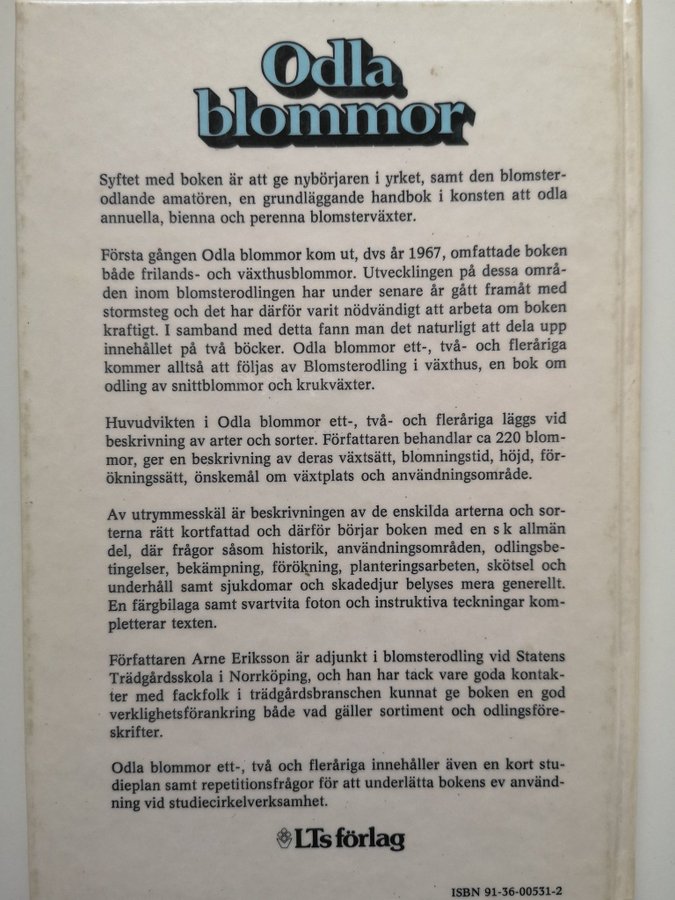 Odla
blommor
Syftet med boken är att ge nybörjaren i yrket, samt den blomster-
odlande amatören, en grundläggande handbok i konsten att odla
annuella, bienna och perenna blomsterväxter.
Första gången Odla blommor kom ut, dvs år 1967, omfattade boken
både frilands- och växthusblommor. Utvecklingen på dessa områ-
den inom blomsterodlingen har under senare år gått framåt med
stormsteg och det har därför varit nödvändigt att arbeta om boken
kraftigt. I samband med detta fann man det naturligt att dela upp
innehållet på två böcker. Odla blommor ett-, två- och fleråriga
kommer alltså att följas av Blomsterodling i växthus, en bok om
odling av snittblommor och krukväxter.
Huvudvikten i Odla blommor ett-, två- och fleråriga läggs vid
beskrivning av arter och sorter. Författaren behandlar ca 220 blom-
mor, ger en beskrivning av deras växtsätt, blomningstid, höjd, för-
ökningssätt, önskemål om växtplats och användningsområde.
Av utrymmesskäl är beskrivningen av de enskilda arterna och sor-
terna rätt kortfattad och därför börjar boken med en s k allmän
del, där frågor såsom historik, användningsområden, odlingsbe-
tingelser, bekämpning, förökning, planteringsarbeten, skötsel och
underhåll samt sjukdomar och skadedjur belyses mera generellt.
En färgbilaga samt svartvita foton och instruktiva teckningar kom-
pletterar texten.
Författaren Arne Eriksson är adjunkt i blomsterodling vid Statens
Trädgårdsskola i Norrköping, och han har tack vare goda kontak-
ter med fackfolk i trädgårdsbranschen kunnat ge boken en god
verklighetsförankring både vad gäller sortiment och odlingsföre-
skrifter.
Odla blommor ett-, två och fleråriga innehåller även en kort stu-
dieplan samt repetitionsfrågor för att underlätta bokens ev använd-
ning vid studiecirkelverksamhet.
LTs förlag
ISBN 91-36-00531-2